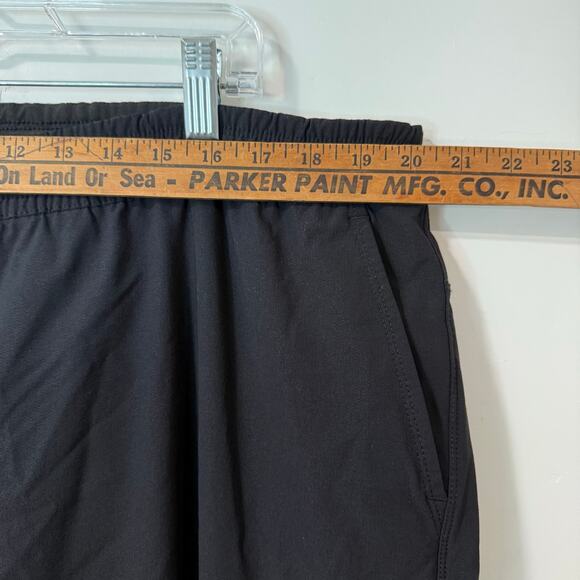 12 13 14 15 16 17 18 19 20 21 22 23
On Land Or Sea - PARKER PAINT MFG. CO., INC.